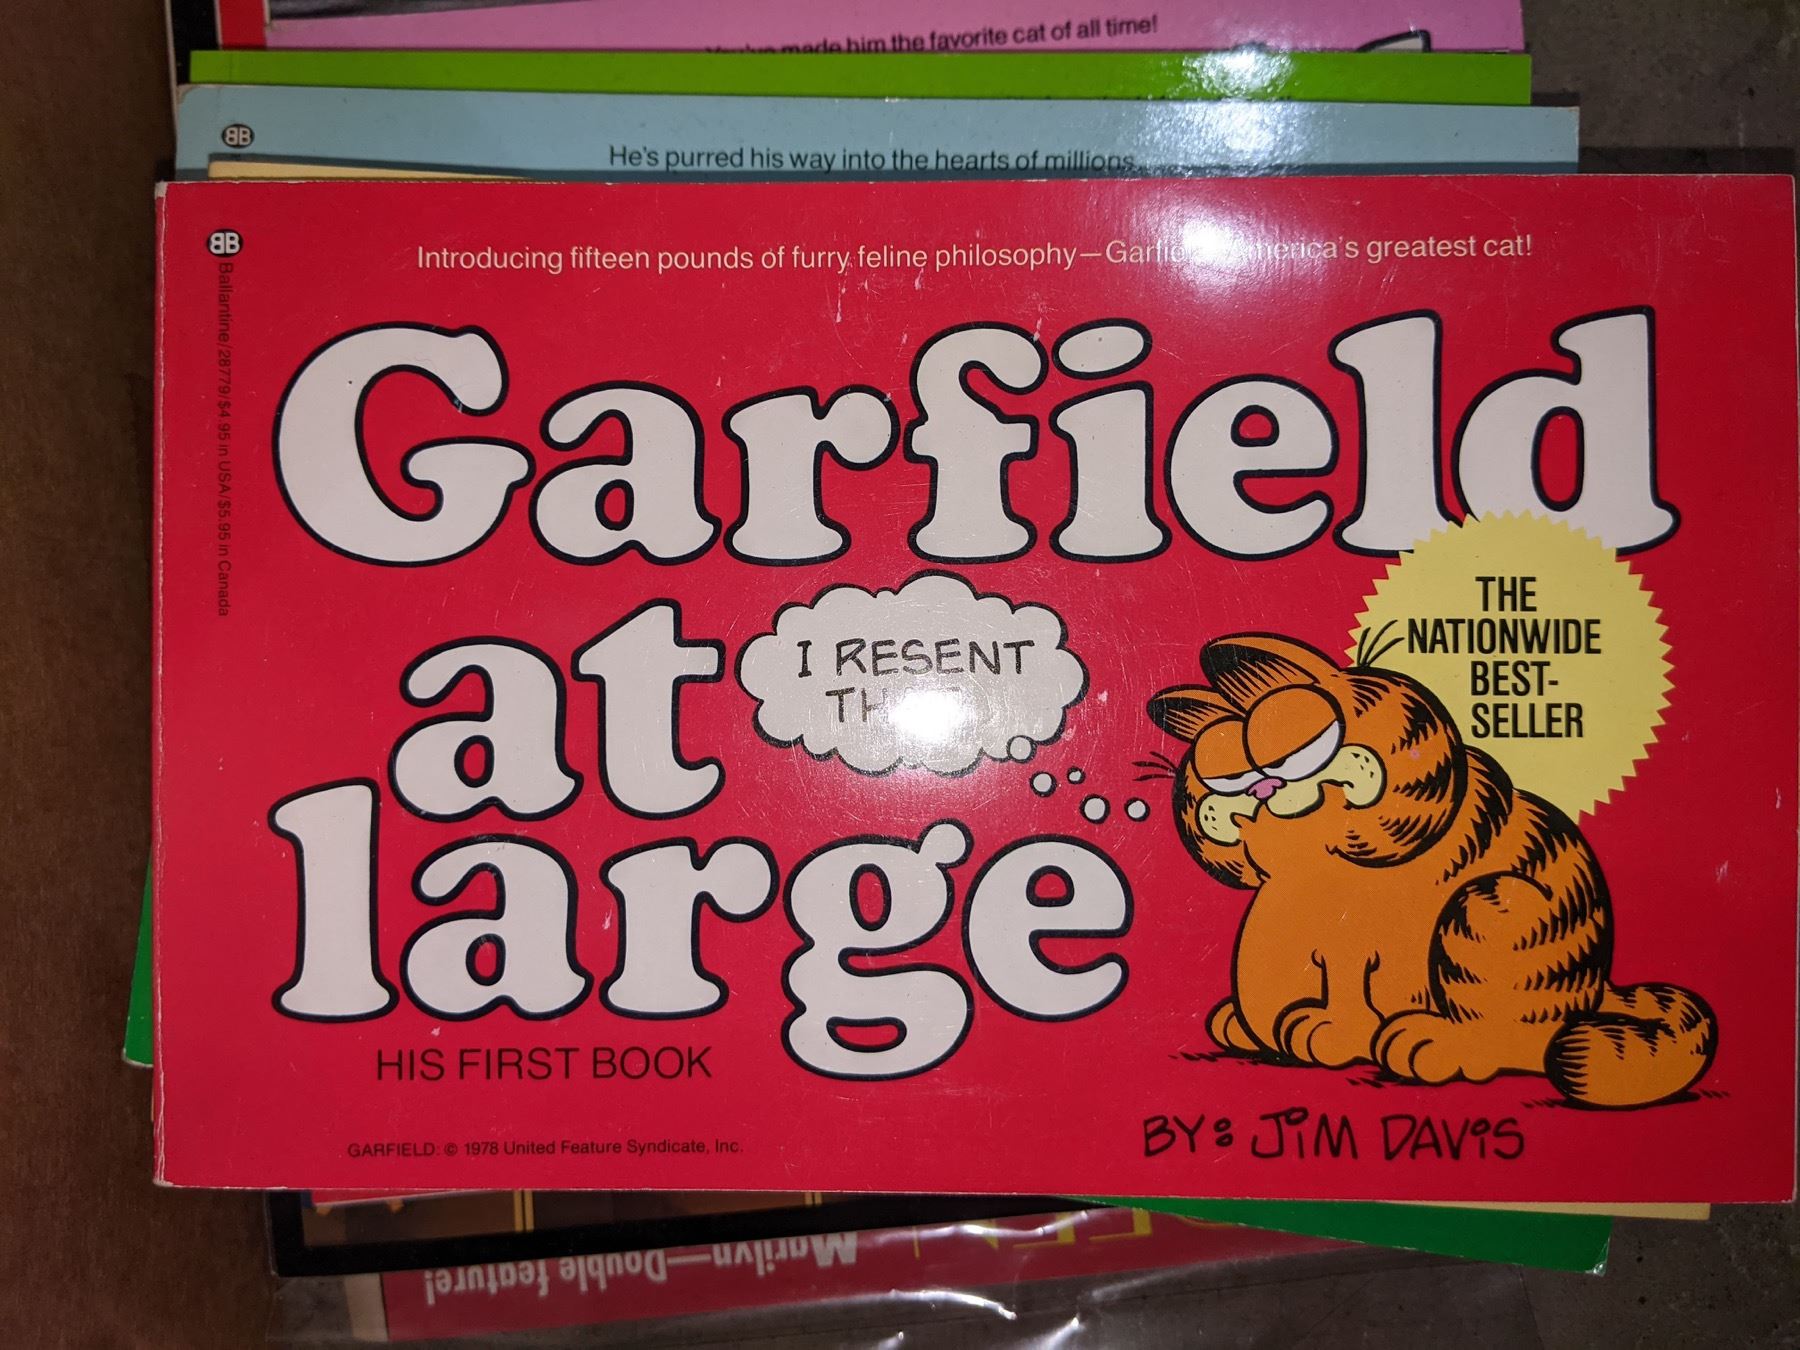 made him the favorite cat of all time!
BB
He's purred his way into the hearts of millions
BB
Ballantine/28779/$4.95 in USA/$5.95 in Canada
Introducing fifteen pounds of furry feline philosophy—Garfield America's greatest cat!
Garfield
at
large
I RESENT
THE
NATIONWIDE
BEST-
SELLER
HIS FIRST BOOK
GARFIELD: © 1978 United Feature Syndicate, Inc.
BY: JIM DAVIS
Marilyn—Double feature!